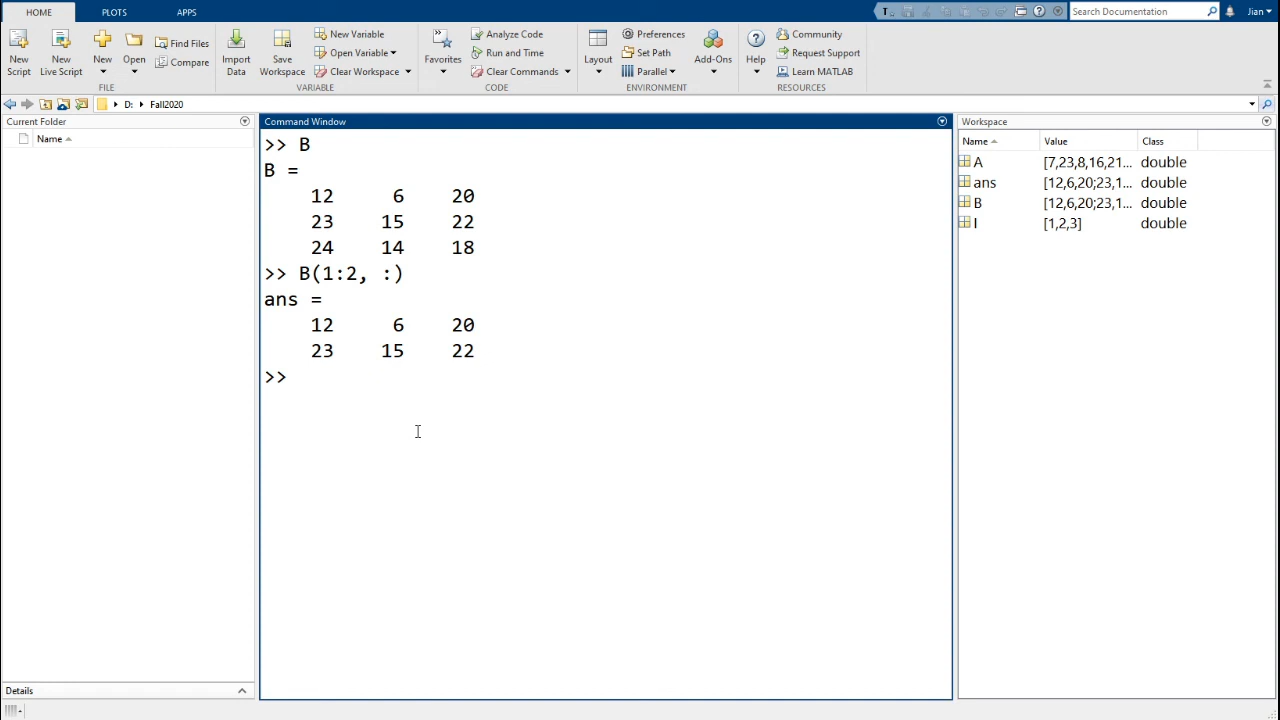 HOME PLOTS APPS
Search Documentation
Jian
New Script
New Live Script
New
Open
Find Files
Compare
Import Data
Save Workspace
New Variable
Open Variable
Clear Workspace
Favorites
Analyze Code
Run and Time
Clear Commands
Layout
Preferences
Set Path
Parallel
Add-Ons
Help
Community
Request Support
Learn MATLAB
FILE VARIABLE CODE ENVIRONMENT RESOURCES
D: Fall2020
Current Folder
Name
Command Window
>> B
B =
12 6 20
23 15 22
24 14 18
>> B(1:2, :)
ans =
12 6 20
23 15 22
>>
Workspace
Name Value Class
A [7,23,8,16,21... double
ans [12,6,20;23,1... double
B [12,6,20;23,1... double
I [1,2,3] double
Details